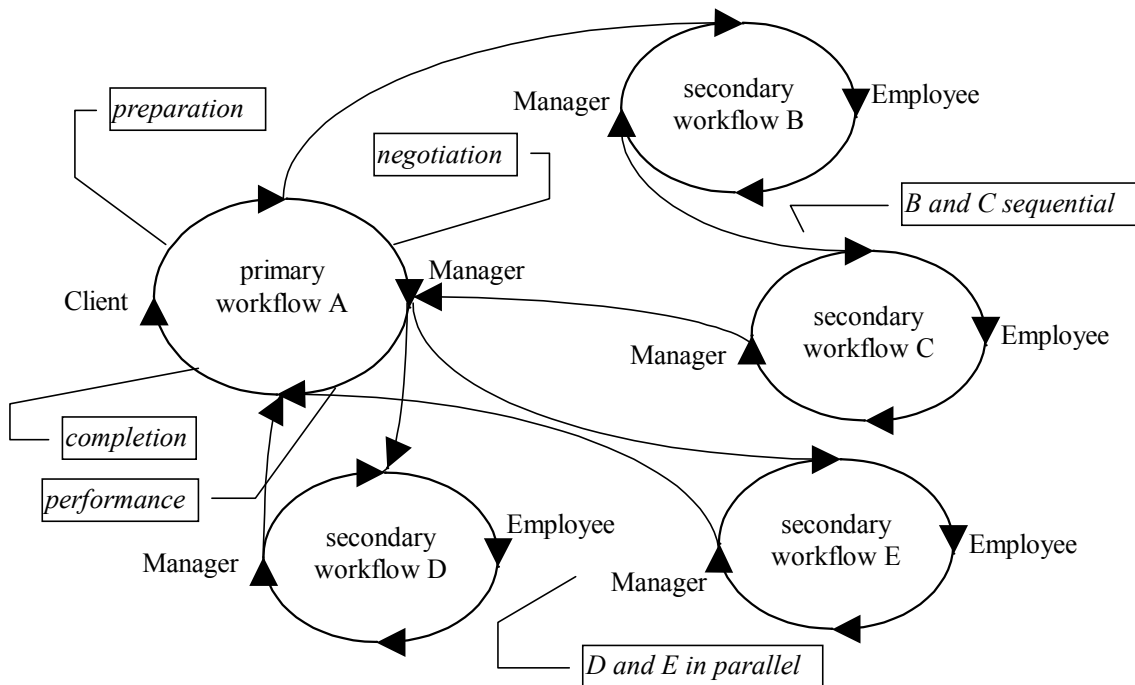 secondary
workflow B
Manager
Employee
preparation
negotiation
B and C sequential
primary
workflow A
Client
Manager
secondary
workflow C
Manager
Employee
completion
performance
secondary
workflow D
Manager
Employee
secondary
workflow E
Manager
Employee
D and E in parallel